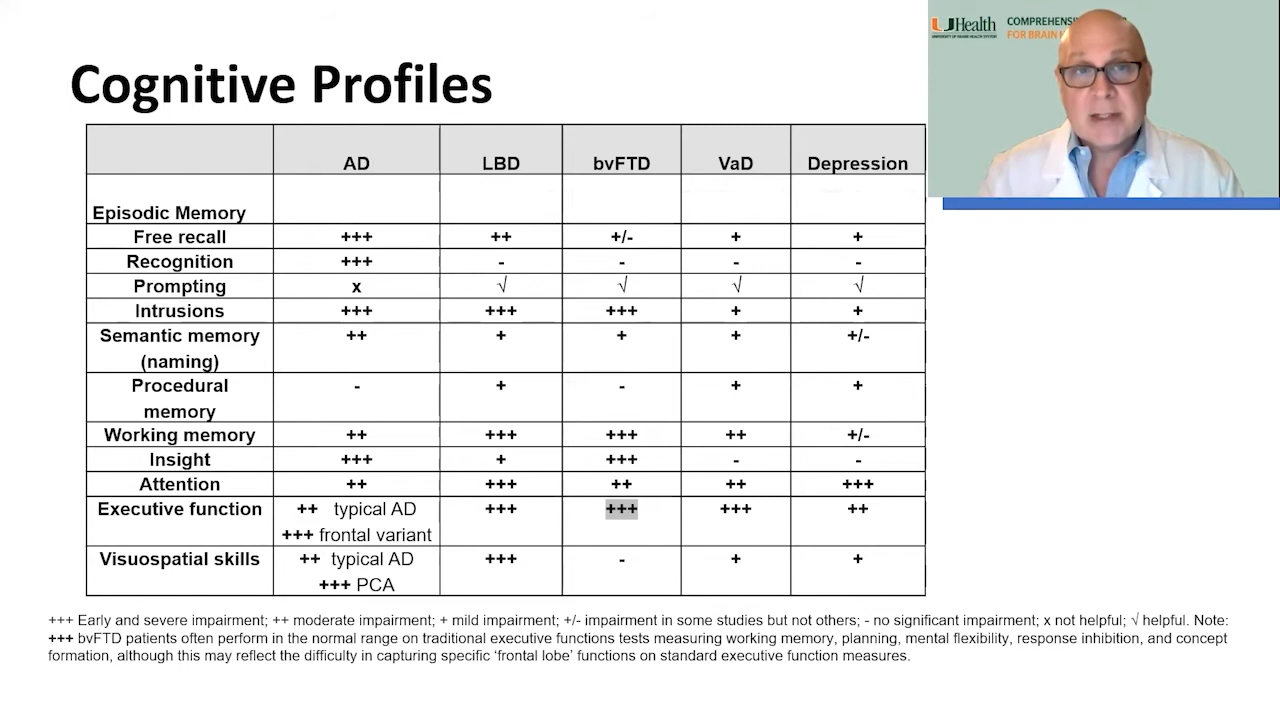 UHealth
UNIVERSITY OF MIAMI HEALTH SYSTEM
COMPREHENSI
FOR BRAIN
Cognitive Profiles
AD LBD bvFTD VaD Depression
Episodic Memory
Free recall +++ ++ +/- + +
Recognition +++ - - - -
Prompting x √ √ √ √
Intrusions +++ +++ +++ + +
Semantic memory ++ + + + +/-
(naming)
Procedural - + - + +
memory
Working memory ++ +++ +++ ++ +/-
Insight +++ + +++ - -
Attention ++ +++ ++ ++ +++
Executive function ++ typical AD +++ +++ +++ ++
+++ frontal variant
Visuospatial skills ++ typical AD +++ - + +
+++ PCA
+++ Early and severe impairment; ++ moderate impairment; + mild impairment; +/- impairment in some studies but not others; - no significant impairment; x not helpful; √ helpful. Note:
+++ bvFTD patients often perform in the normal range on traditional executive functions tests measuring working memory, planning, mental flexibility, response inhibition, and concept
formation, although this may reflect the difficulty in capturing specific ‘frontal lobe’ functions on standard executive function measures.